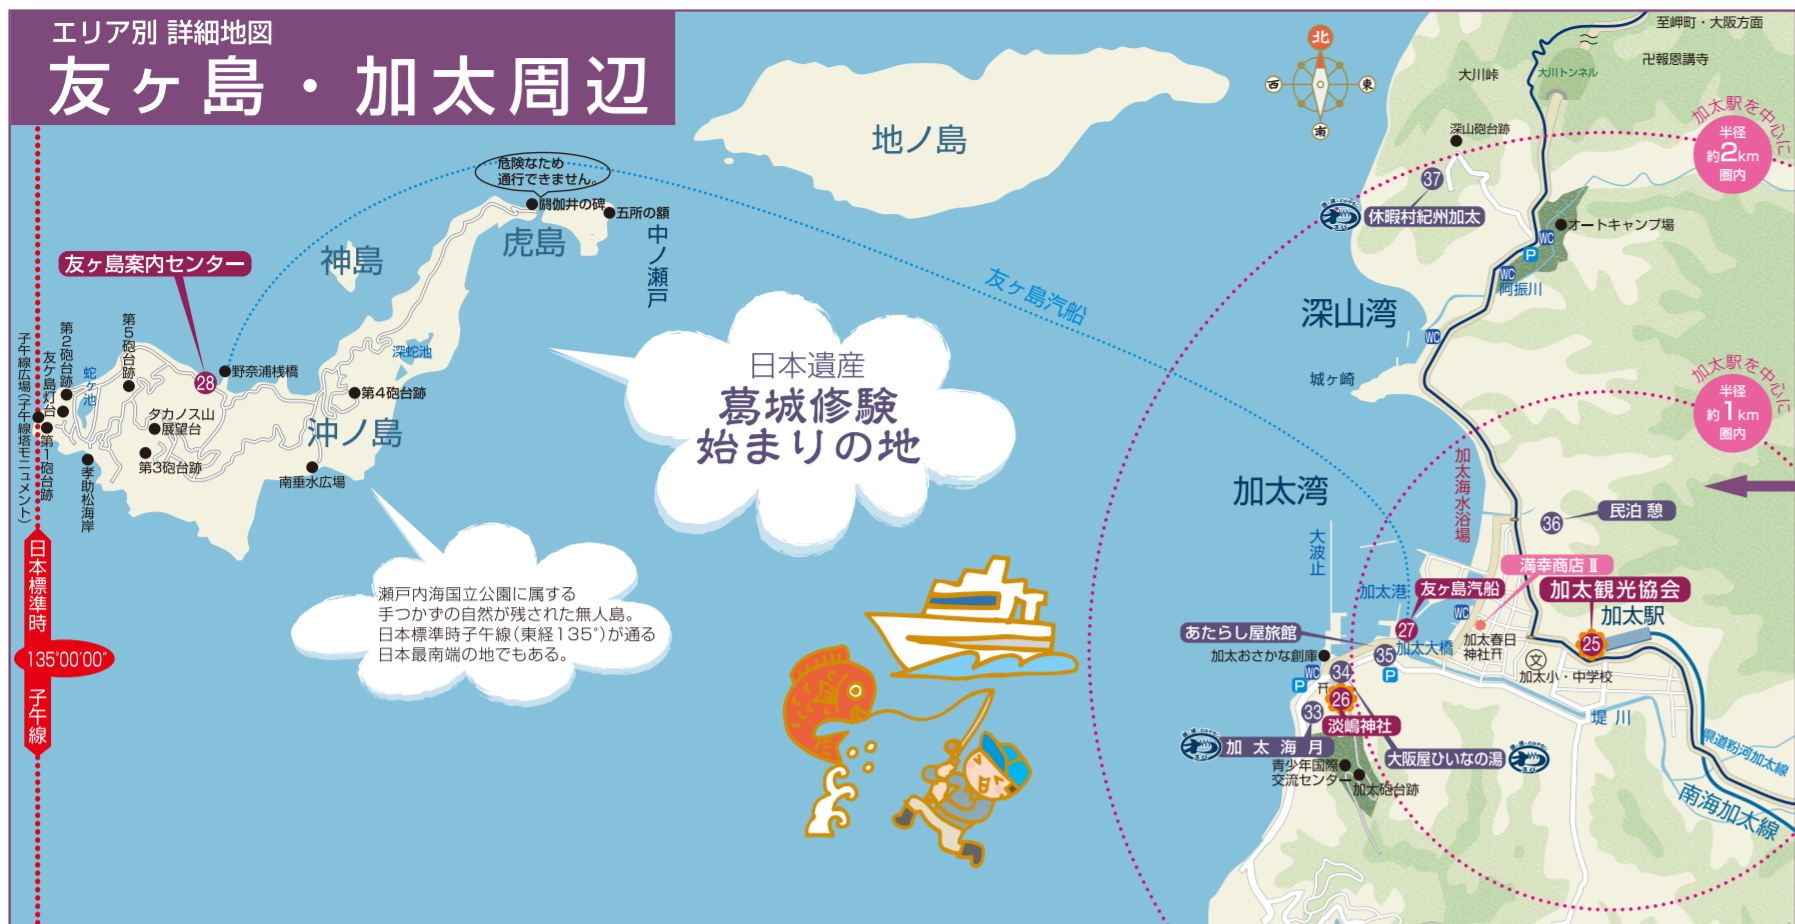 エリア別 詳細地図
友ヶ島・加太周辺
北
西
東
南
地ノ島
危険なため
通行できません。
閼伽井の碑
五所の額
虎島
中ノ瀬戸
神島
友ヶ島案内センター
28
野奈浦桟橋
友ヶ島汽船
深蛇池
第4砲台跡
沖ノ島
南垂水広場
第5砲台跡
第2砲台跡
友ヶ島灯台
蛇ヶ池
タカノス山
展望台
第3砲台跡
孝助松海岸
第1砲台跡
子午線広場(子午線塔モニュメント)
日本標準時
135°00′00″
子午線
日本遺産
葛城修験
始まりの地
瀬戸内海国立公園に属する
手つかずの自然が残された無人島。
日本標準時子午線(東経135°)が通る
日本最南端の地でもある。
至岬町・大阪方面
卍報恩講寺
大川峠
大川トンネル
加太駅を中心に
半径
約2km
圏内
深山砲台跡
37
休暇村紀州加太
オートキャンプ場
WC
P
WC
阿振川
深山湾
WC
城ヶ崎
加太駅を中心に
半径
約1km
圏内
加太海水浴場
加太湾
大波止
36
民泊 憩
満幸商店Ⅱ
加太観光協会
加太駅
25
加太港
友ヶ島汽船
27
WC
加太春日
神社
文
加太小・中学校
加太大橋
あたらし屋旅館
35
P
加太おさかな創庫
WC
P
34
26
淡嶋神社
33
加太海月
大阪屋ひいなの湯
青少年国際
交流センター
加太砲台跡
堤川
県道粉河加太線
南海加太線